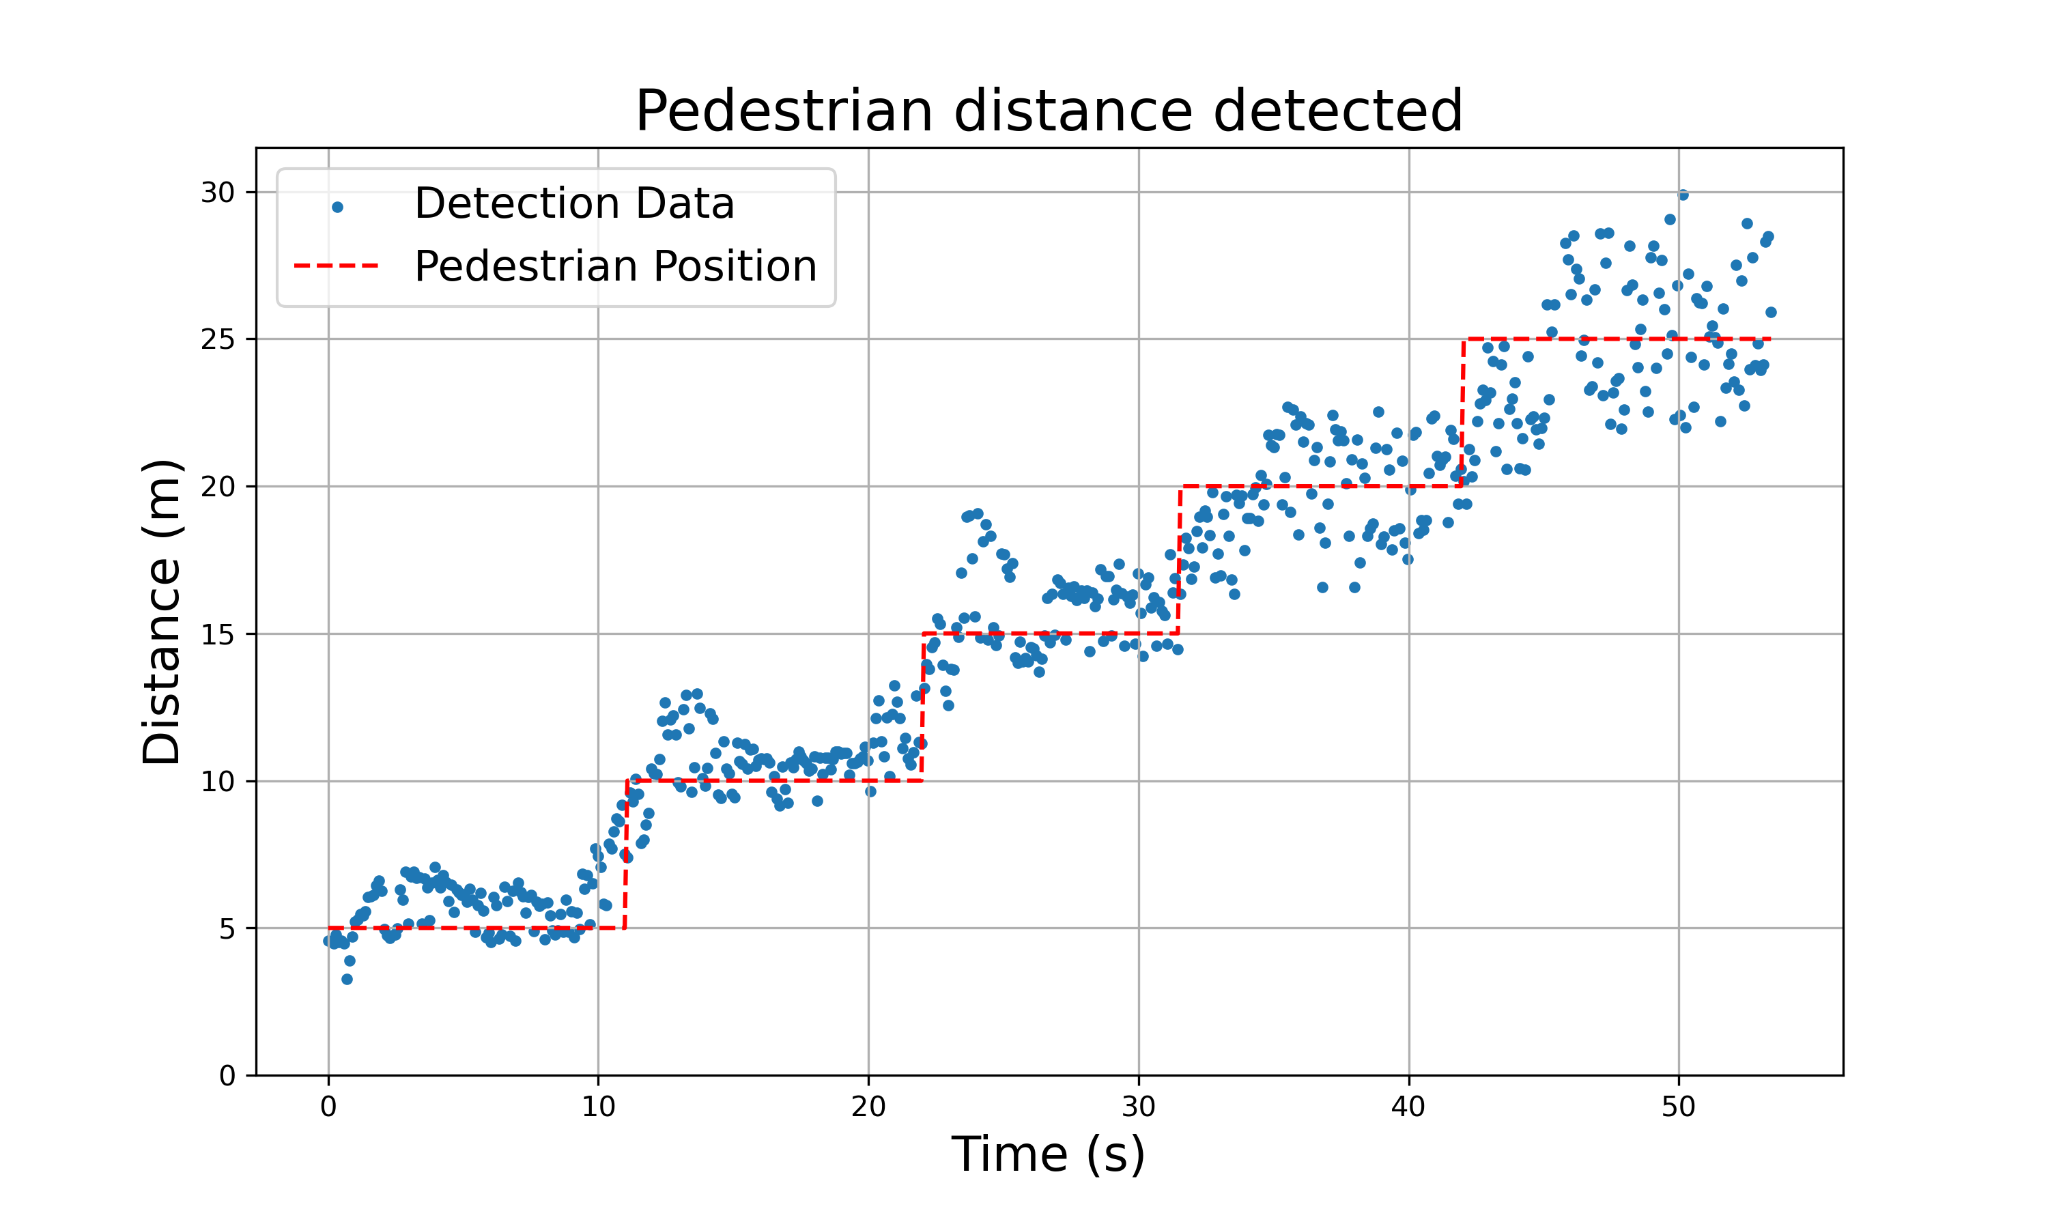 Pedestrian distance detected
Detection Data
Pedestrian Position
30
25
20
15
10
5
0
Distance (m)
0 10 20 30 40 50
Time (s)